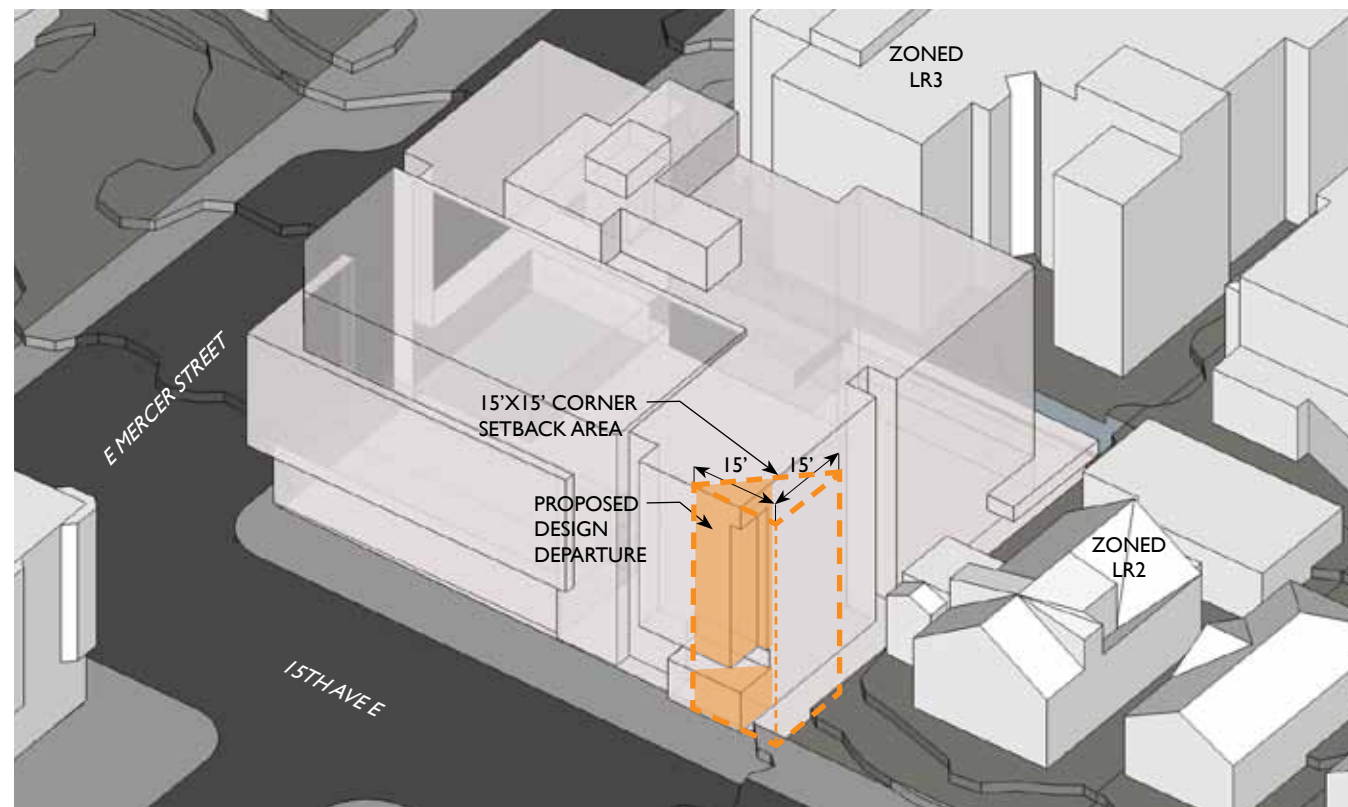 ZONED
LR3
E MERCER STREET
15'X15' CORNER
SETBACK AREA
15'
15'
PROPOSED
DESIGN
DEPARTURE
ZONED
LR2
15TH AVE E